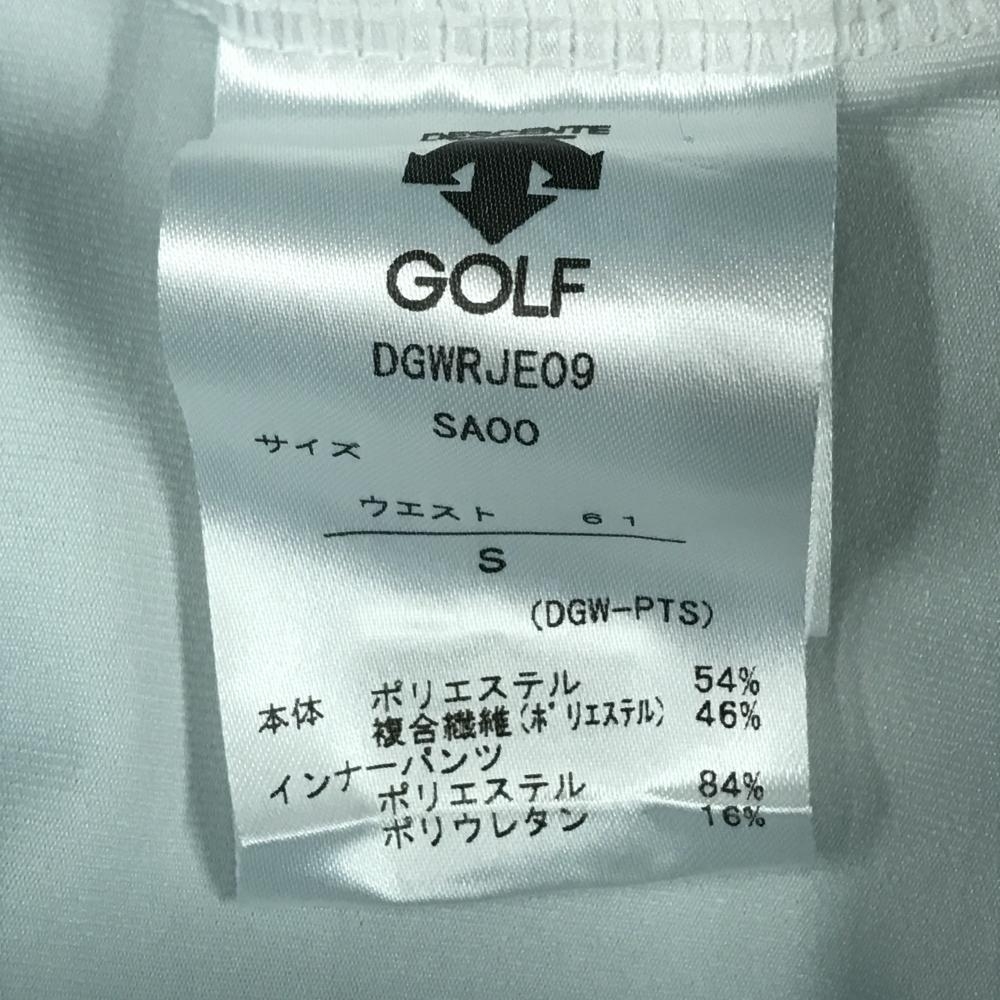 DESCENTE
GOLF
DGWRJE09
SA00
サイズ
ウエスト 61
S
(DGW-PTS)
本体 ポリエステル 54%
複合繊維(ポリエステル) 46%
インナーパンツ
ポリエステル 84%
ポリウレタン 16%